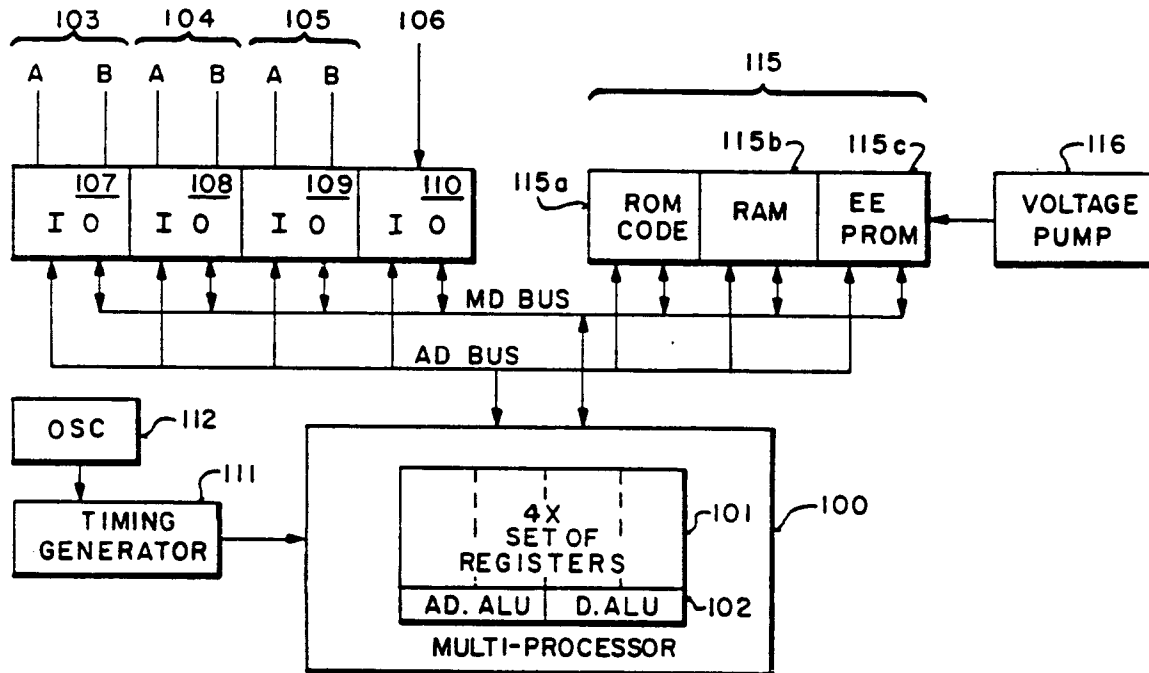 103 104 105 106
A B A B A B
115
115b 115c 116
107 108 109 110
115a
I O I O I O I O
ROM CODE
RAM
EE PROM
VOLTAGE PUMP
MD BUS
AD BUS
OSC
112
111
TIMING GENERATOR
4X
SET OF
REGISTERS
101
100
AD. ALU D. ALU
102
MULTI-PROCESSOR